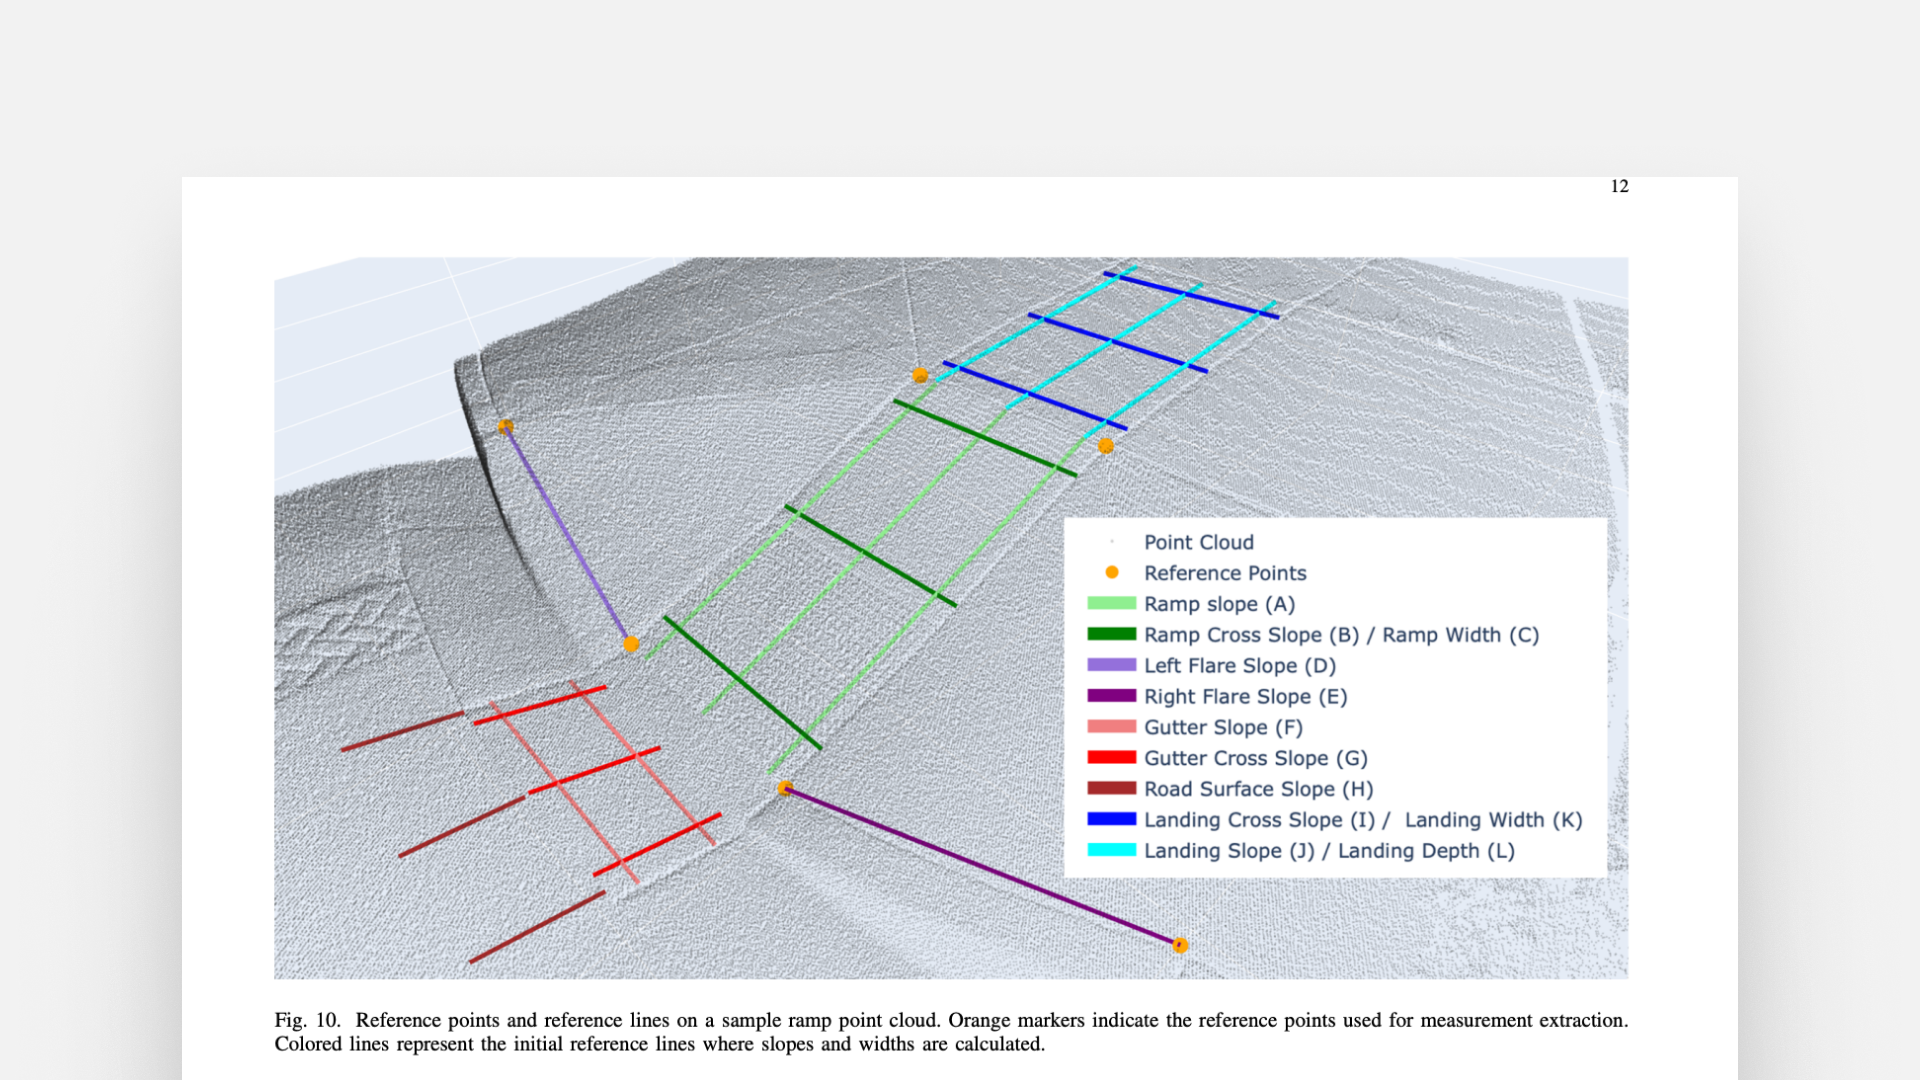 12
Point Cloud
Reference Points
Ramp slope (A)
Ramp Cross Slope (B) / Ramp Width (C)
Left Flare Slope (D)
Right Flare Slope (E)
Gutter Slope (F)
Gutter Cross Slope (G)
Road Surface Slope (H)
Landing Cross Slope (I) / Landing Width (K)
Landing Slope (J) / Landing Depth (L)
Fig. 10. Reference points and reference lines on a sample ramp point cloud. Orange markers indicate the reference points used for measurement extraction.
Colored lines represent the initial reference lines where slopes and widths are calculated.